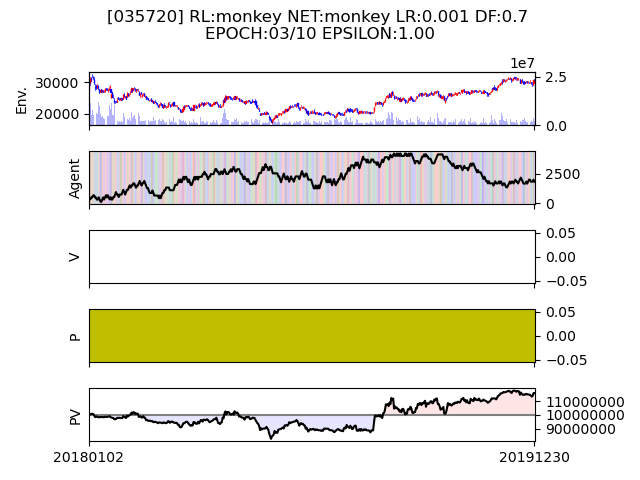 [035720] RL:monkey NET:monkey LR:0.001 DF:0.7
EPOCH:03/10 EPSILON:1.00
1e7
Env.
30000
20000
2.5
0.0
Agent
2500
0
V
0.05
0.00
−0.05
P
0.05
0.00
−0.05
PV
110000000
100000000
90000000
20180102
20191230